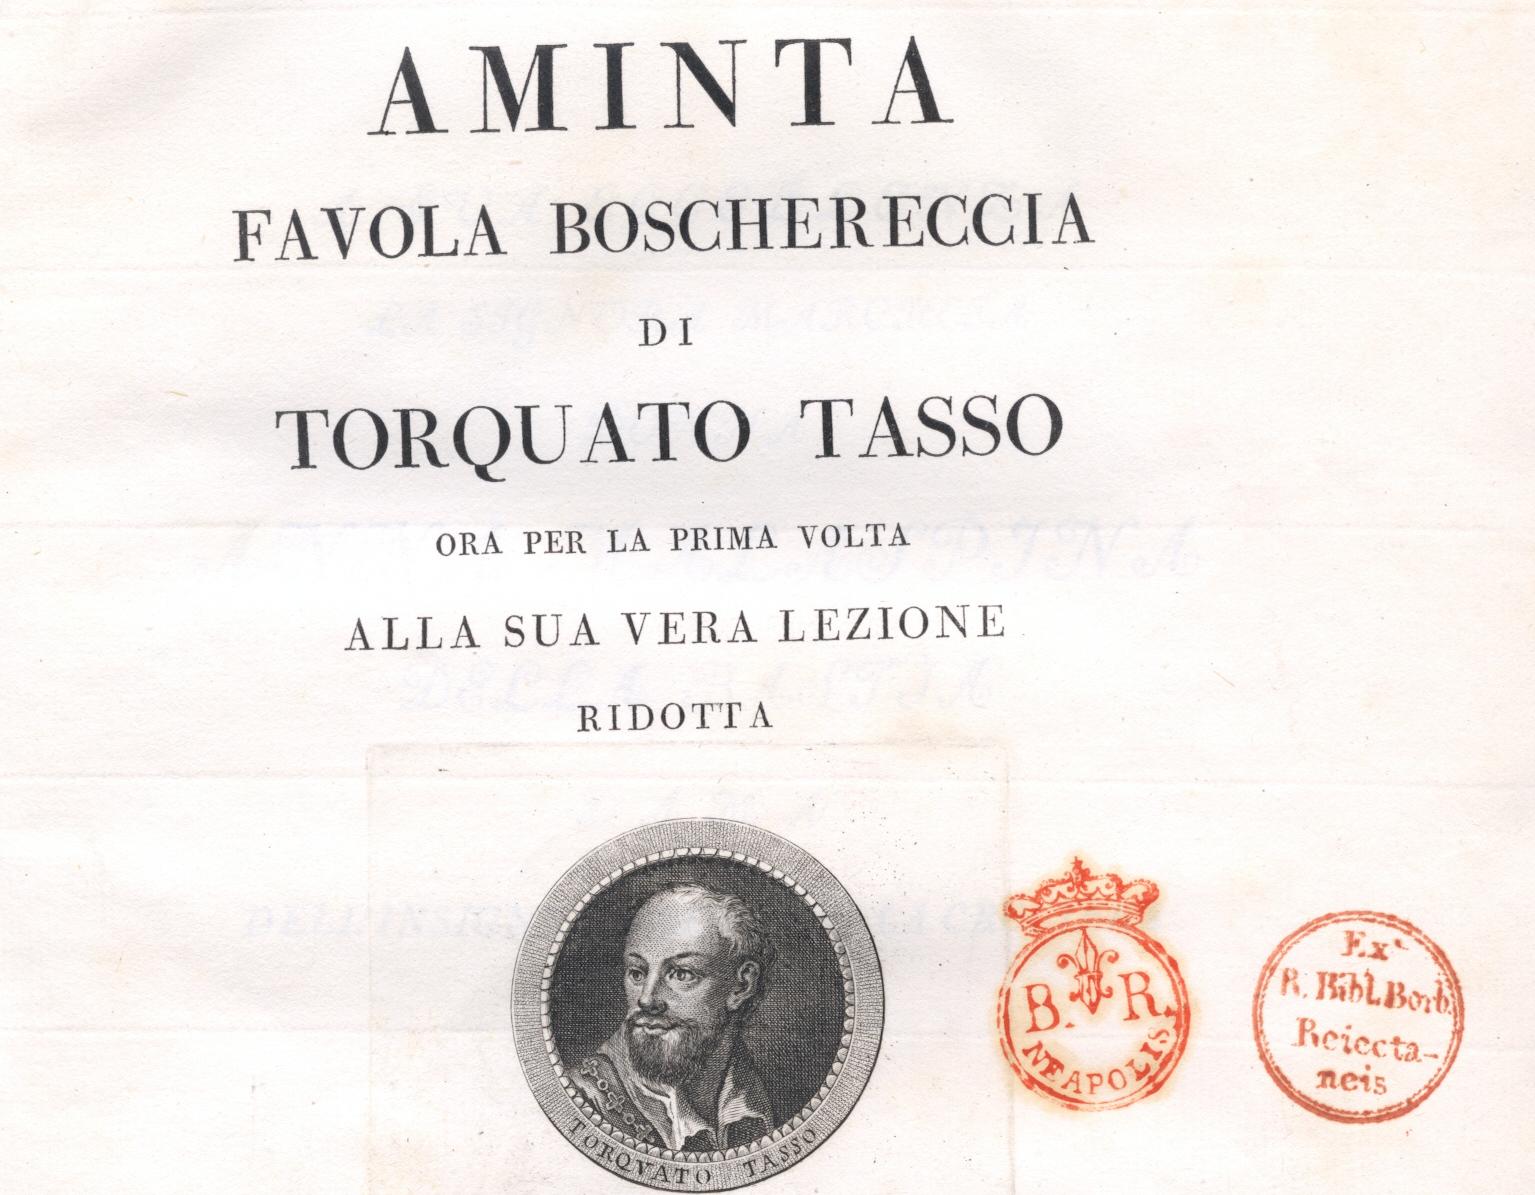 AMINTA
FAVOLA BOSCHERECCIA
DI
TORQUATO TASSO
ORA PER LA PRIMA VOLTA
ALLA SUA VERA LEZIONE
RIDOTTA
TORQVATO TASSO
B. R.
NEAPOLIS
Ex
R. Bibl. Borb.
Reiecta-
neis